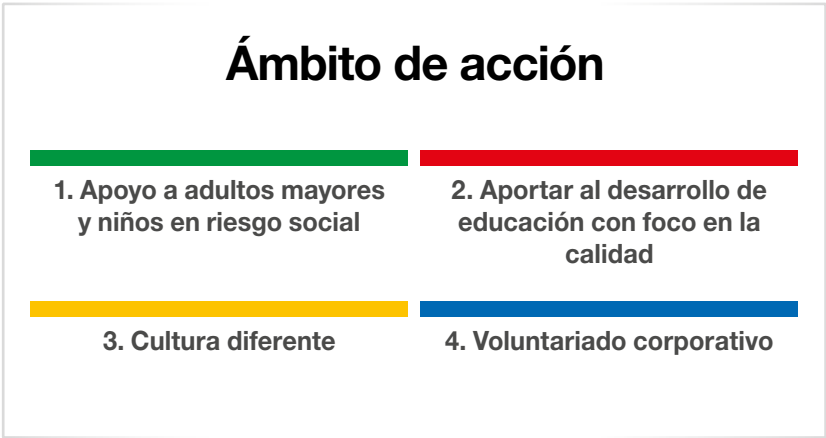 Ámbito de acción
1. Apoyo a adultos mayores
y niños en riesgo social
2. Aportar al desarrollo de
educación con foco en la
calidad
3. Cultura diferente
4. Voluntariado corporativo